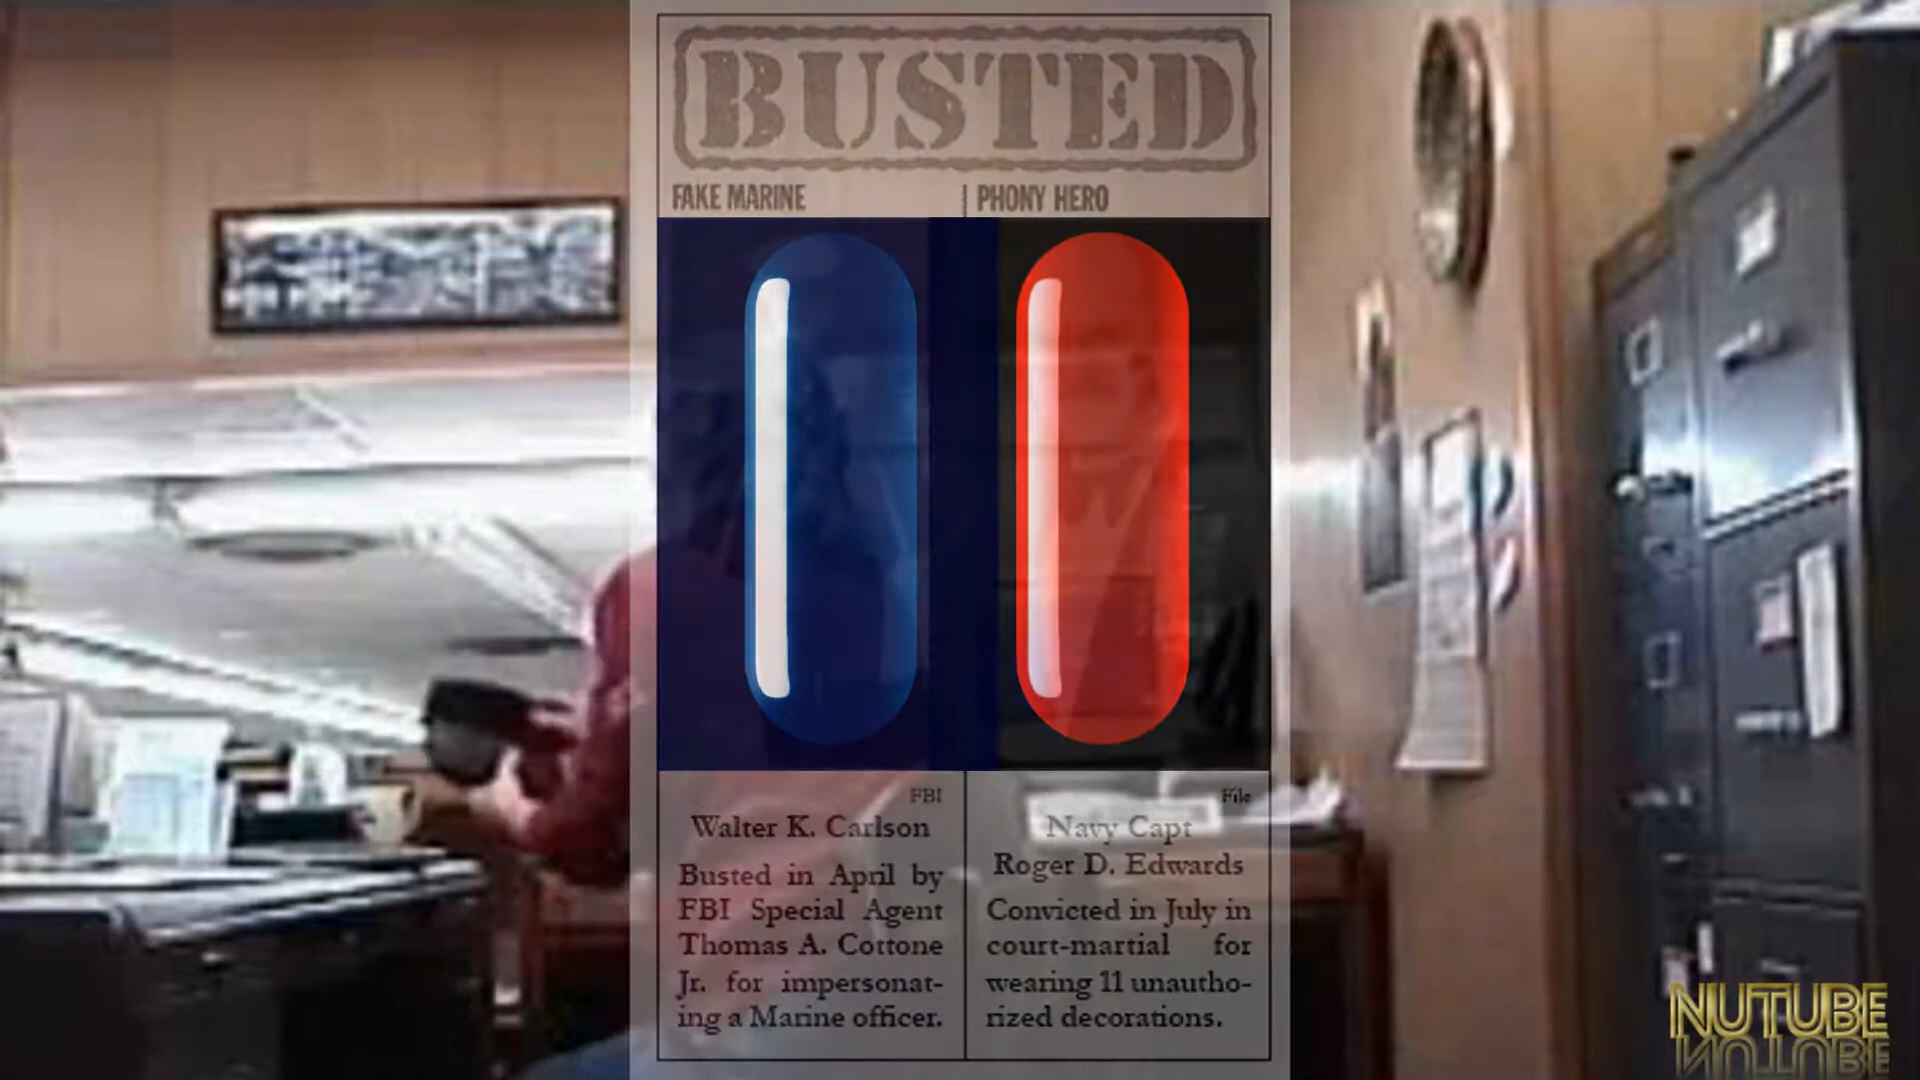 BUSTED
FAKE MARINE
PHONY HERO
FBI
Walter K. Carlson
Busted in April by
FBI Special Agent
Thomas A. Cottone
Jr. for impersonat-
ing a Marine officer.
File
Navy Capt
Roger D. Edwards
Convicted in July in
court-martial for
wearing 11 unautho-
rized decorations.
NUTUBE